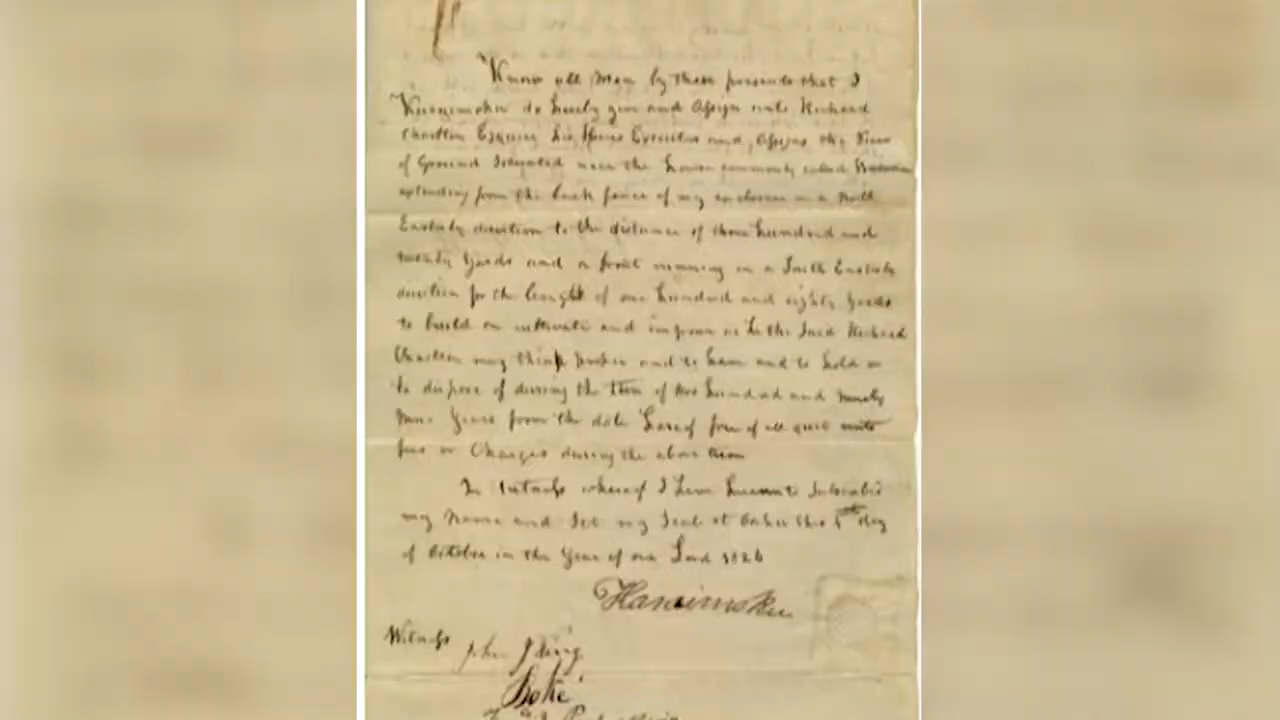 Know all Men by these presents that I
do hereby give and Assign unto Richard
Charlton Esquire his Heirs Executors and Assigns the Piece
of Ground Situated near the house commonly called
extending from the back fence of my enclosure in a North
Easterly direction to the distance of three hundred and
twenty Yards and a front running in a South Easterly
direction for the lenght of one hundred and eighty Yards
to build on cultivate and improve as he the Said Richard
Charlton may think proper and to have and to hold or
to dispose of during the term of two hundred and ninety
Nine Years from the date hereof free of all quit rents
fees or Charges during the above term
In Witness whereof I have hereunto Subscribed
my Name and Set my Seal at Oahu this day
of October in the Year of our Lord 1826
Witness John
Boki